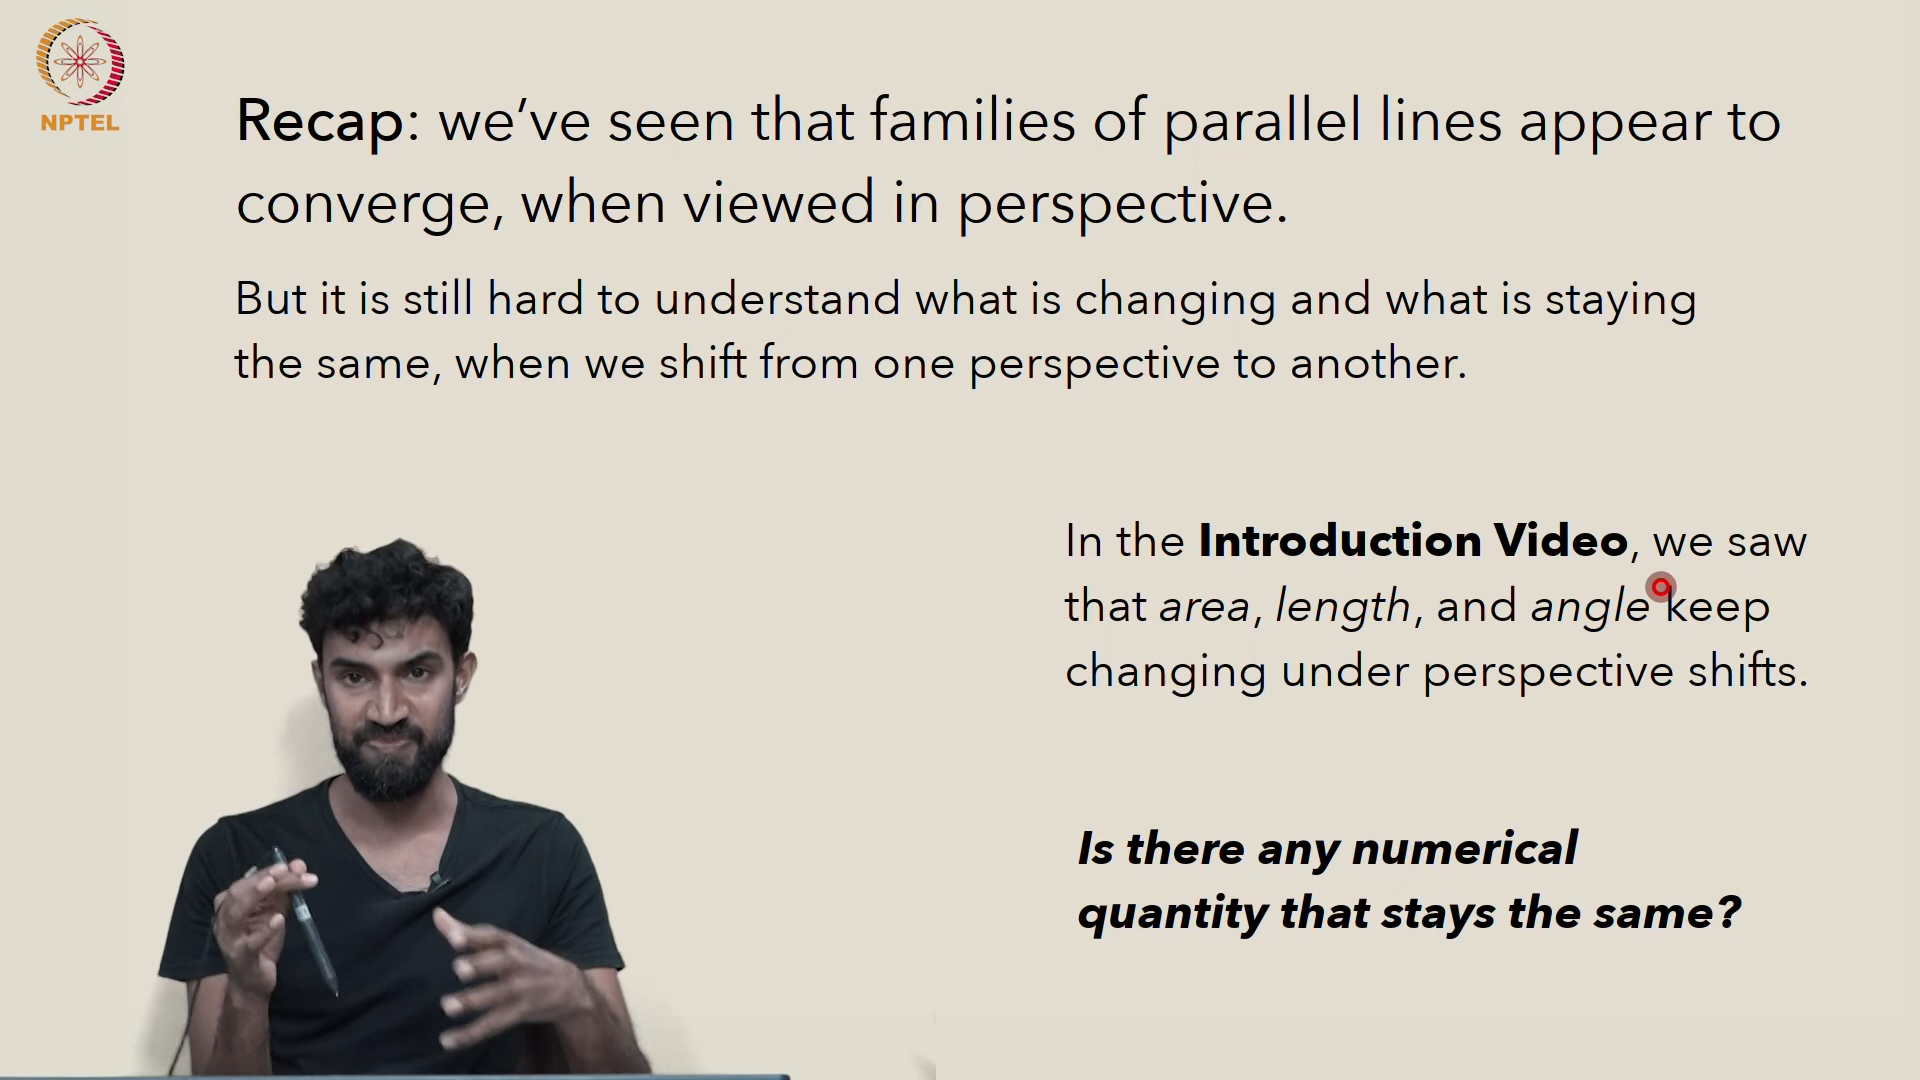 NPTEL
Recap: we’ve seen that families of parallel lines appear to
converge, when viewed in perspective.
But it is still hard to understand what is changing and what is staying
the same, when we shift from one perspective to another.
In the Introduction Video, we saw
that area, length, and angle keep
changing under perspective shifts.
Is there any numerical
quantity that stays the same?